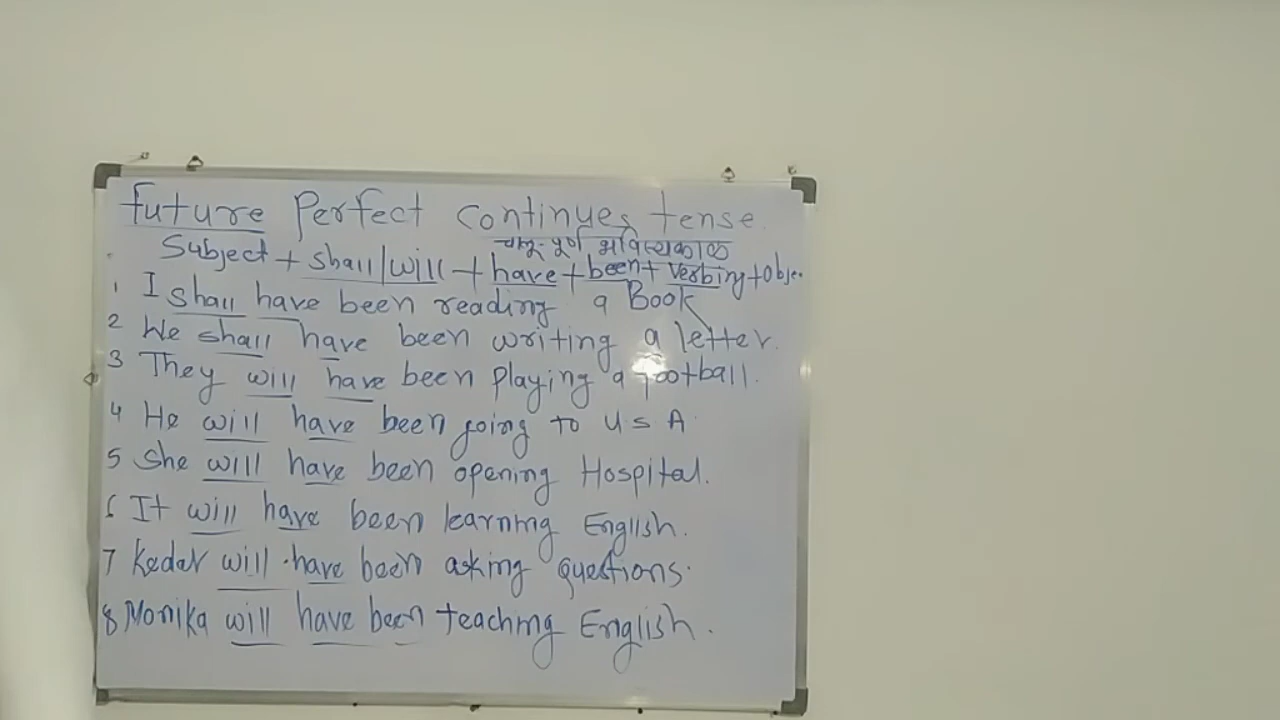 Future Perfect Continues tense.
चालू-पूर्ण भविष्यकाळ
Subject + shall/will + have + been + verbing + Objec
1 I shall have been reading a Book
2 We shall have been writing a letter.
3 They will have been playing a football.
4 He will have been going to USA.
5 She will have been opening Hospital.
6 It will have been learning English.
7 Kedar will have been asking questions.
8 Monika will have been teaching English.